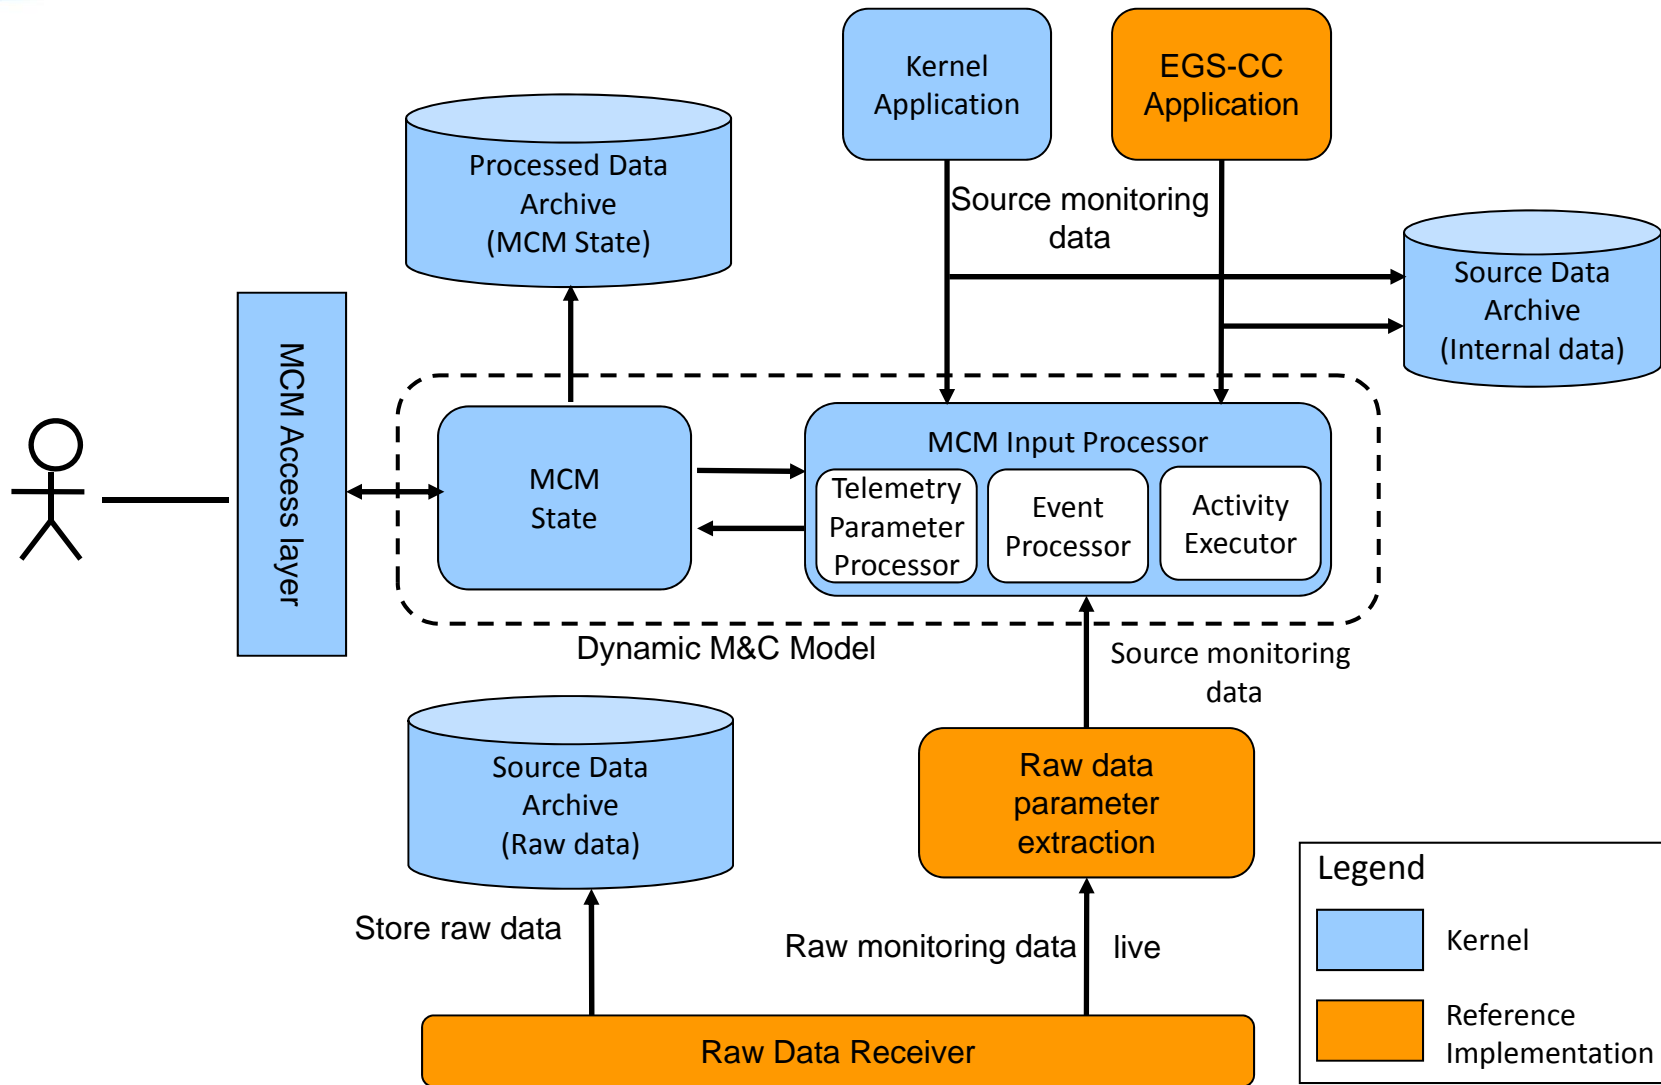 Kernel
Application
EGS-CC
Application
Processed Data
Archive
(MCM State)
Source monitoring
data
Source Data
Archive
(Internal data)
MCM Access layer
MCM
State
MCM Input Processor
Telemetry
Parameter
Processor
Event
Processor
Activity
Executor
Dynamic M&C Model
Source monitoring
data
Source Data
Archive
(Raw data)
Raw data
parameter
extraction
Store raw data
Raw monitoring data
live
Raw Data Receiver
Legend
Kernel
Reference
Implementation